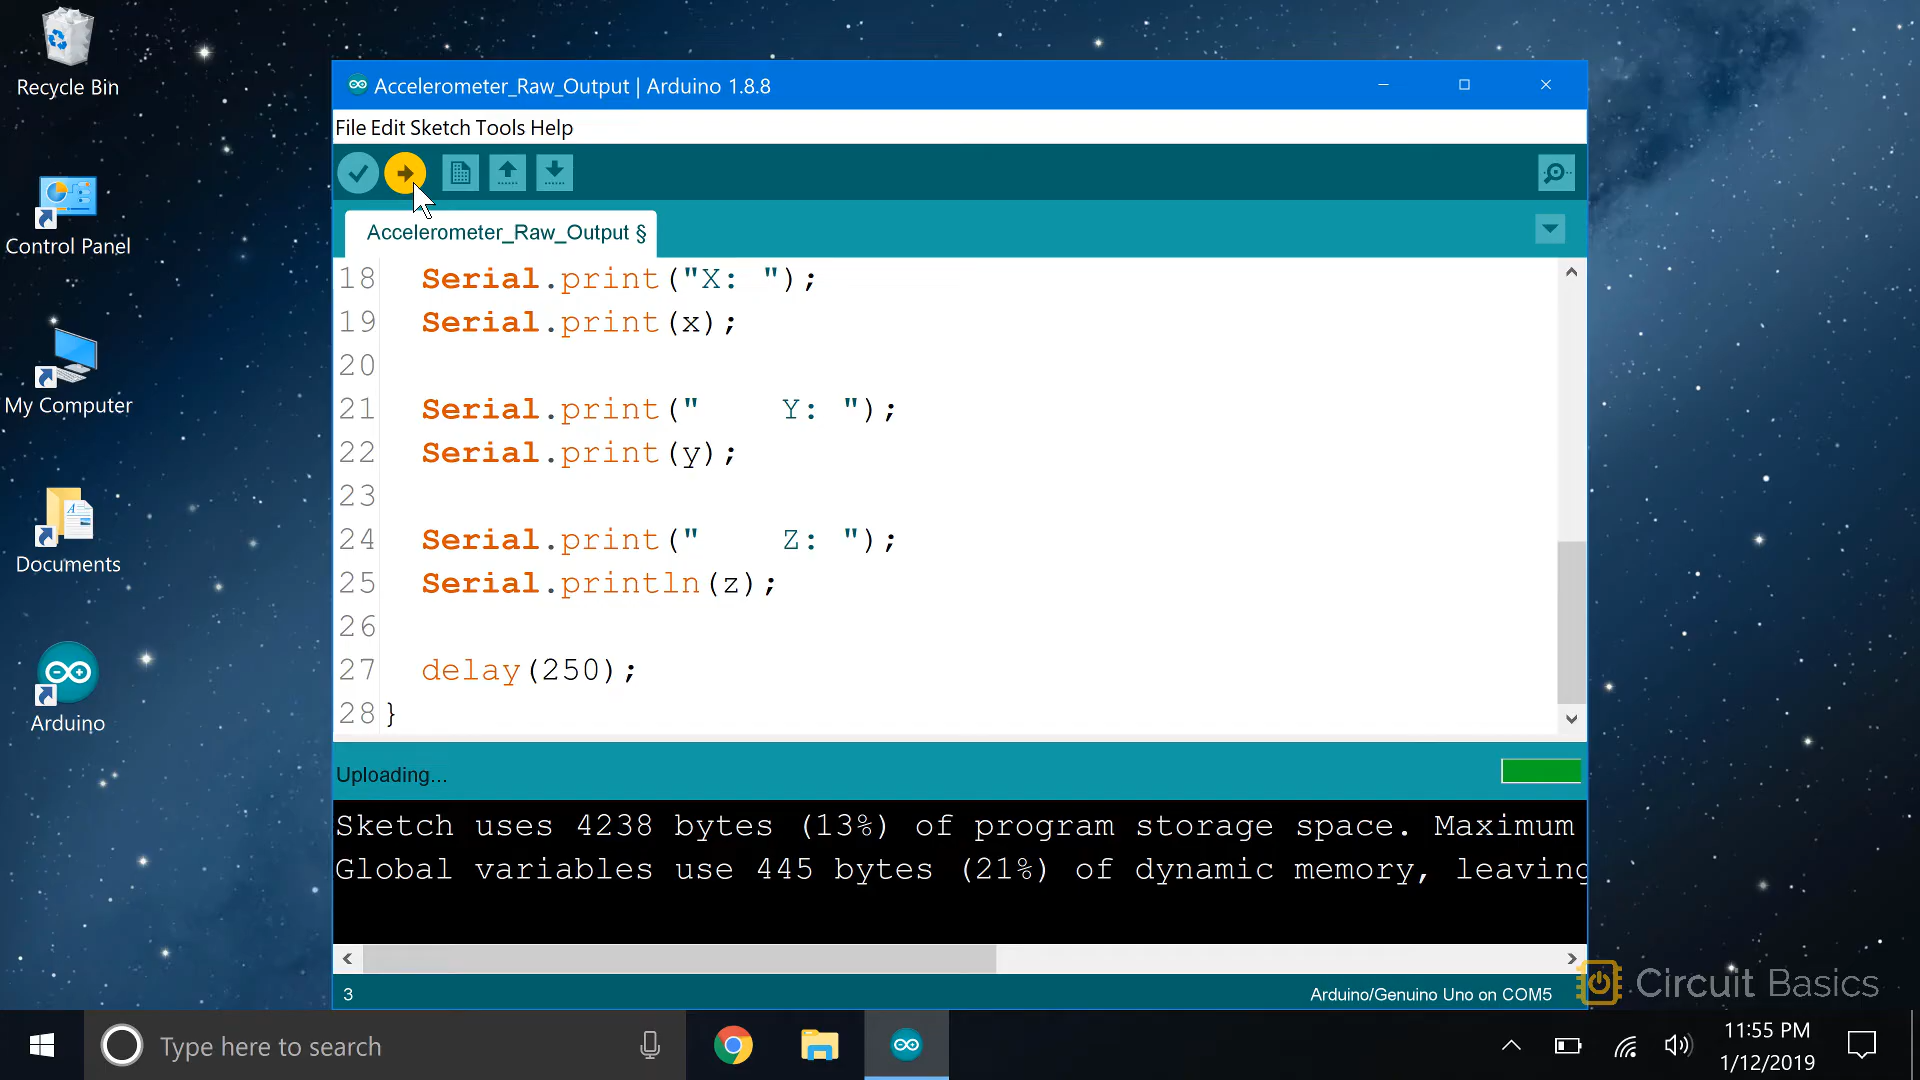 Recycle Bin
Control Panel
My Computer
Documents
Arduino
Accelerometer_Raw_Output | Arduino 1.8.8
File Edit Sketch Tools Help
Accelerometer_Raw_Output §
18 Serial.print("X: ");
19 Serial.print(x);
20
21 Serial.print("    Y: ");
22 Serial.print(y);
23
24 Serial.print("    Z: ");
25 Serial.println(z);
26
27 delay(250);
28 }
Uploading...
Sketch uses 4238 bytes (13%) of program storage space. Maximum
Global variables use 445 bytes (21%) of dynamic memory, leaving
3
Arduino/Genuino Uno on COM5
Circuit Basics
Type here to search
11:55 PM
1/12/2019